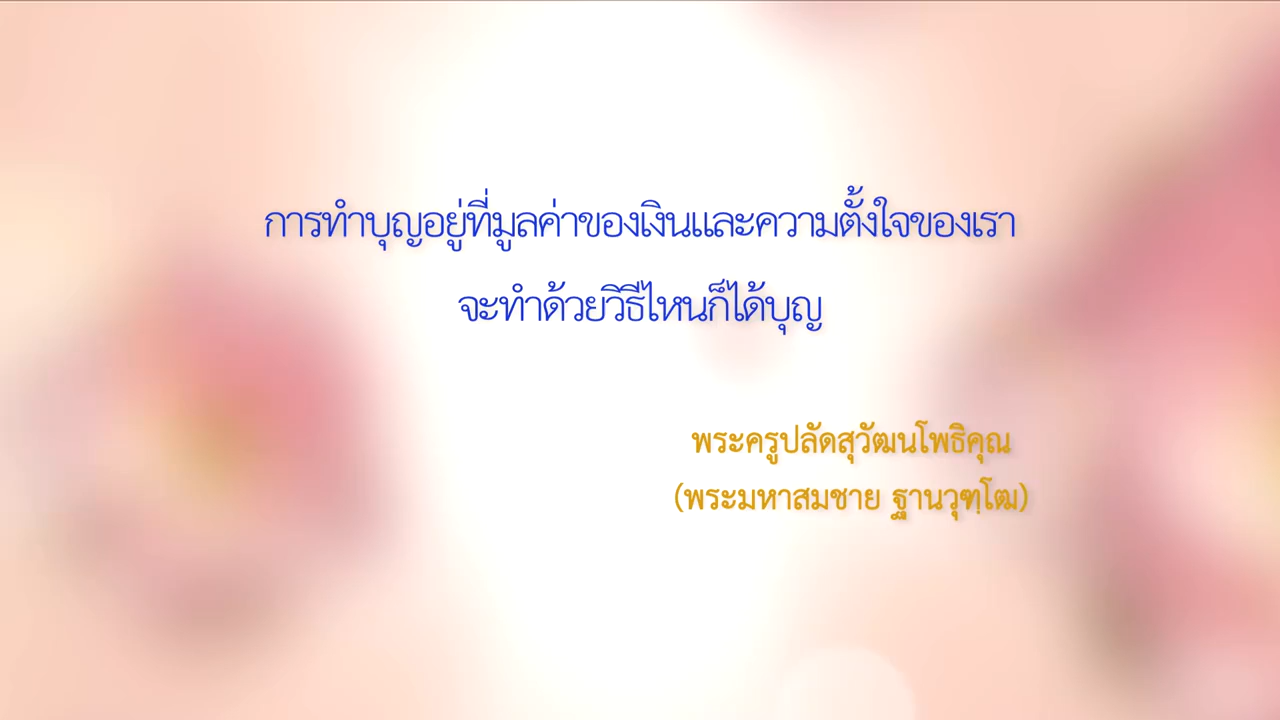 การทำบุญอยู่ที่มูลค่าของเงินและความตั้งใจของเรา
จะทำด้วยวิธีไหนก็ได้บุญ
พระครูปลัดสุวัฒนโพธิคุณ
(พระมหาสมชาย ฐานวุฑฺโฒ)